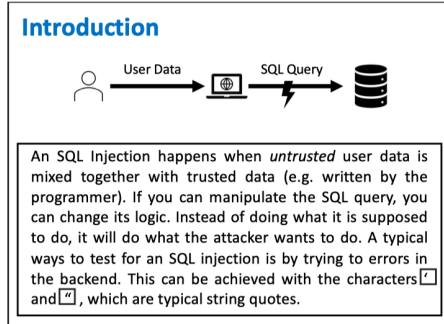 Introduction
User Data
SQL Query
An SQL Injection happens when untrusted user data is
mixed together with trusted data (e.g. written by the
programmer). If you can manipulate the SQL query, you
can change its logic. Instead of doing what it is supposed
to do, it will do what the attacker wants to do. A typical
ways to test for an SQL injection is by trying to errors in
the backend. This can be achieved with the characters ‘
and “ , which are typical string quotes.